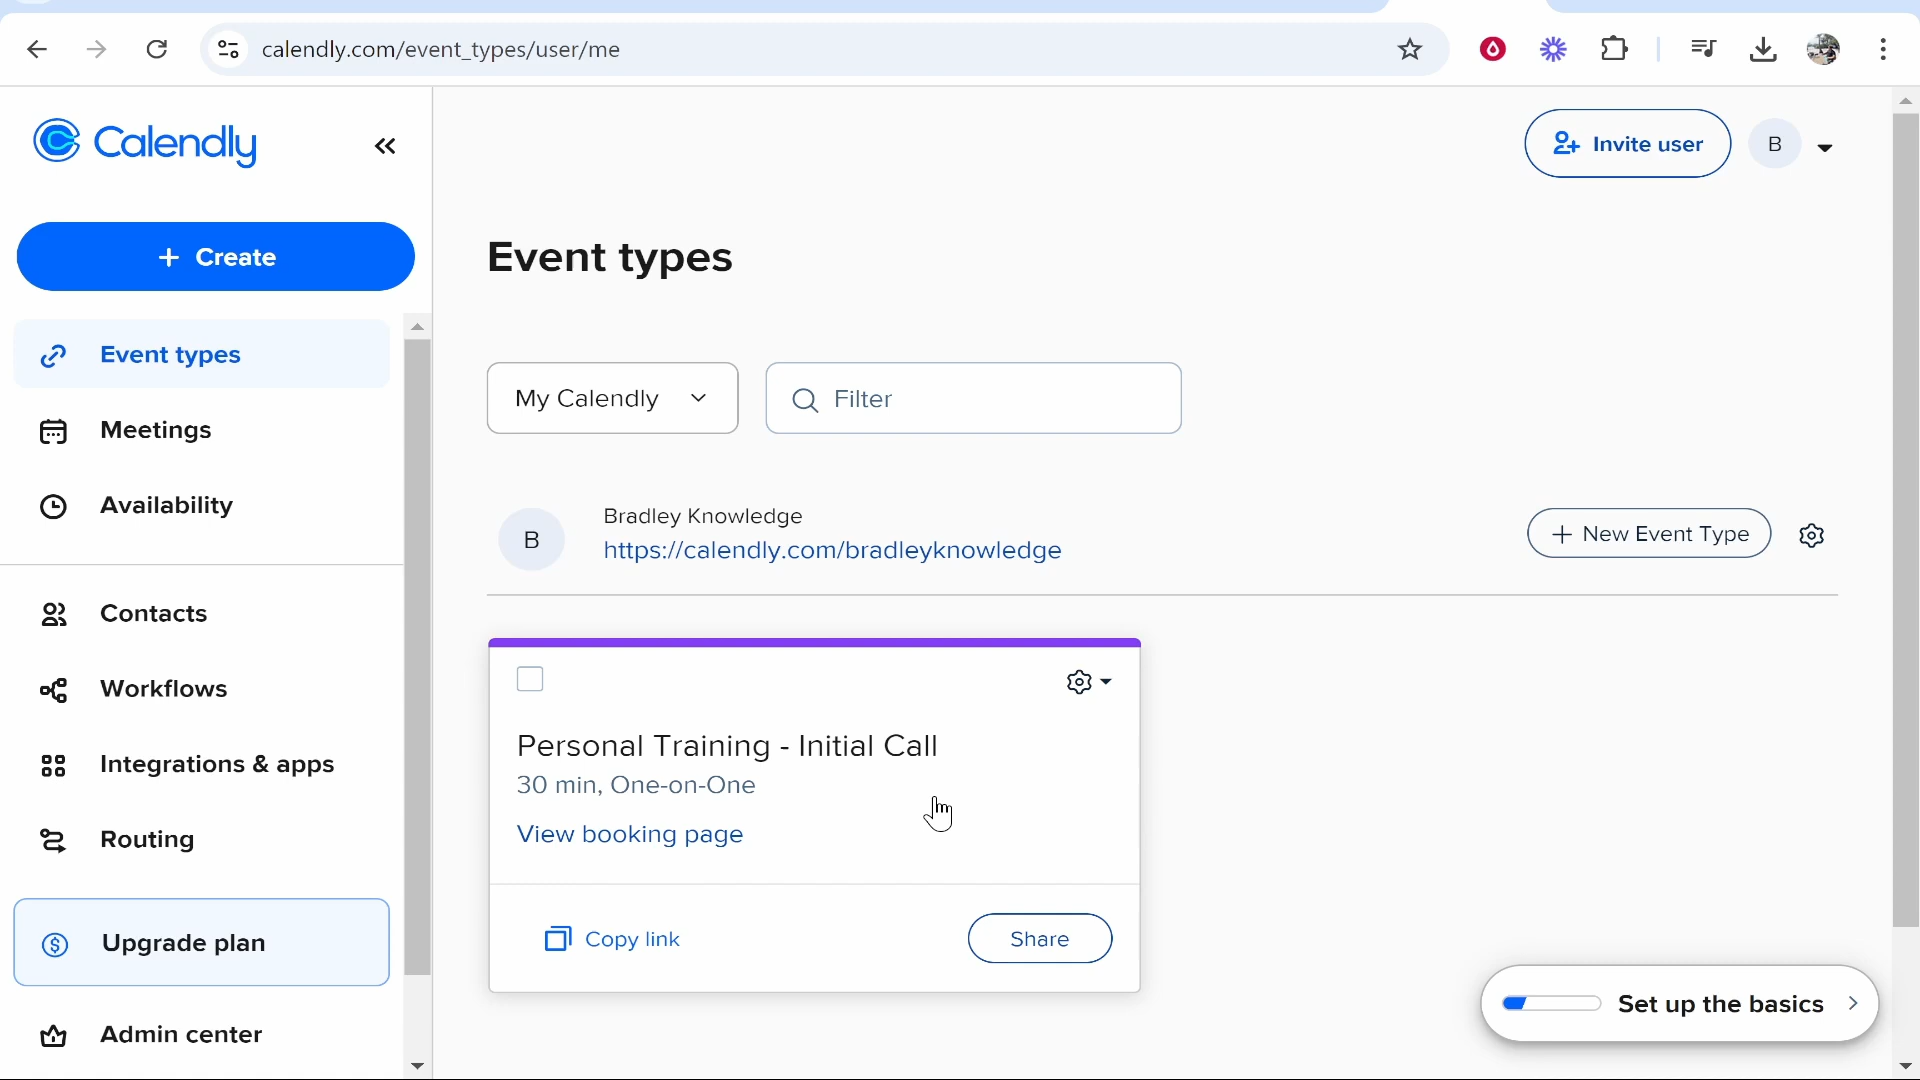 calendly.com/event_types/user/me
Calendly
+ Create
Event types
Meetings
Availability
Contacts
Workflows
Integrations & apps
Routing
Upgrade plan
Admin center
Invite user
B
Event types
My Calendly
Filter
B
Bradley Knowledge
https://calendly.com/bradleyknowledge
+ New Event Type
Personal Training - Initial Call
30 min, One-on-One
View booking page
Copy link
Share
Set up the basics